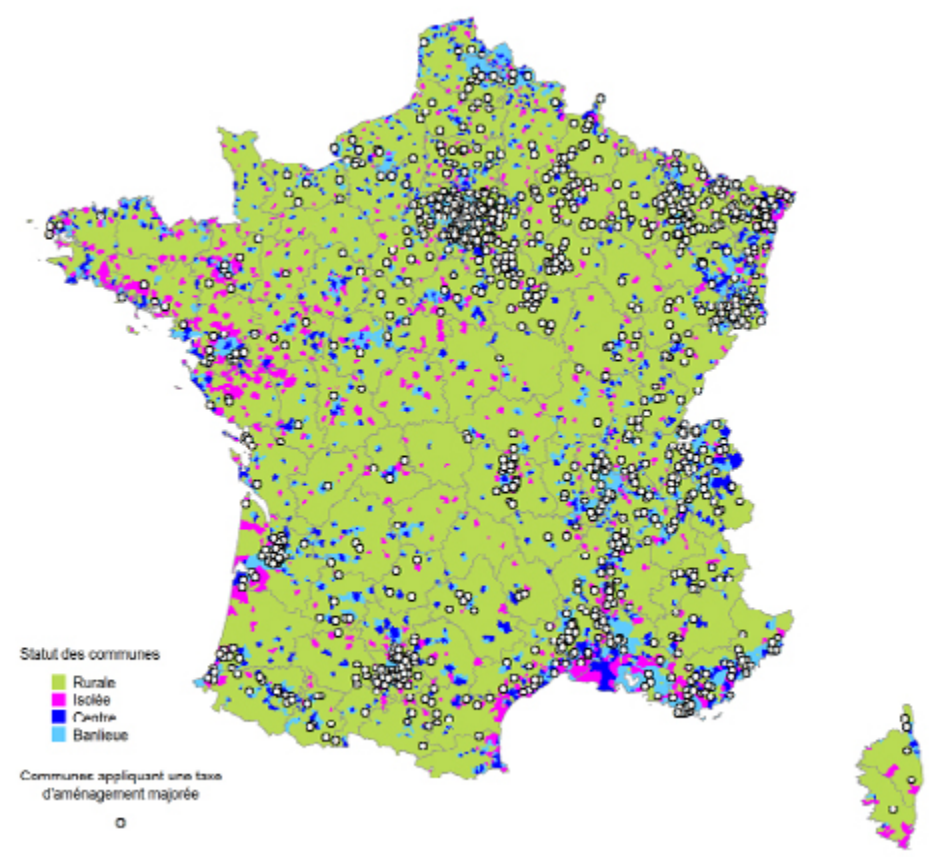 Statut des communes
Rurale
Isolée
Centre
Banlieue
Communes appliquant une taxe
d'aménagement majorée